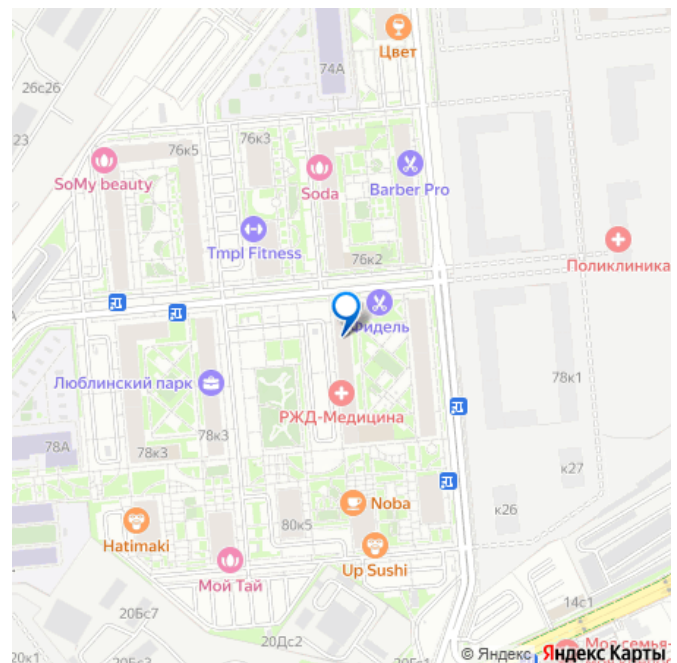 Цвет
74А
26с26
23
76к3
76к5
SoMy beauty
Soda
Barber Pro
Tmpl Fitness
76к2
Поликлиника
Фидель
Люблинский парк
78к1
РЖД-Медицина
78А
78к3
78к3
к27
Noba
к26
80к5
Hatimaki
Up Sushi
Мой Тай
14с1
20Бс7
20Дс2
20к1
© Яндекс Яндекс Карты